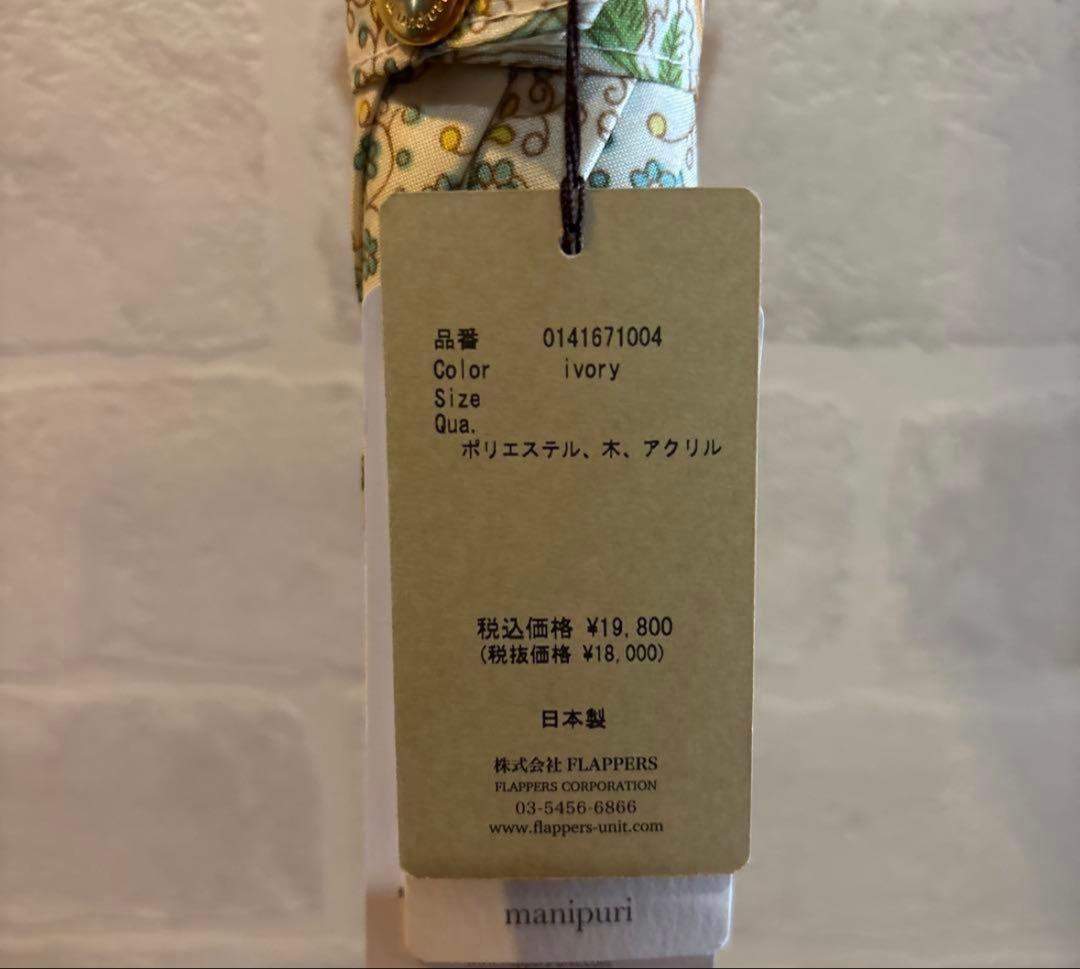 品番 0141671004
Color ivory
Size
Qua.
ポリエステル、木、アクリル
税込価格 ¥19,800
(税抜価格 ¥18,000)
日本製
株式会社 FLAPPERS
FLAPPERS CORPORATION
03-5456-6866
www.flappers-unit.com
manipuri